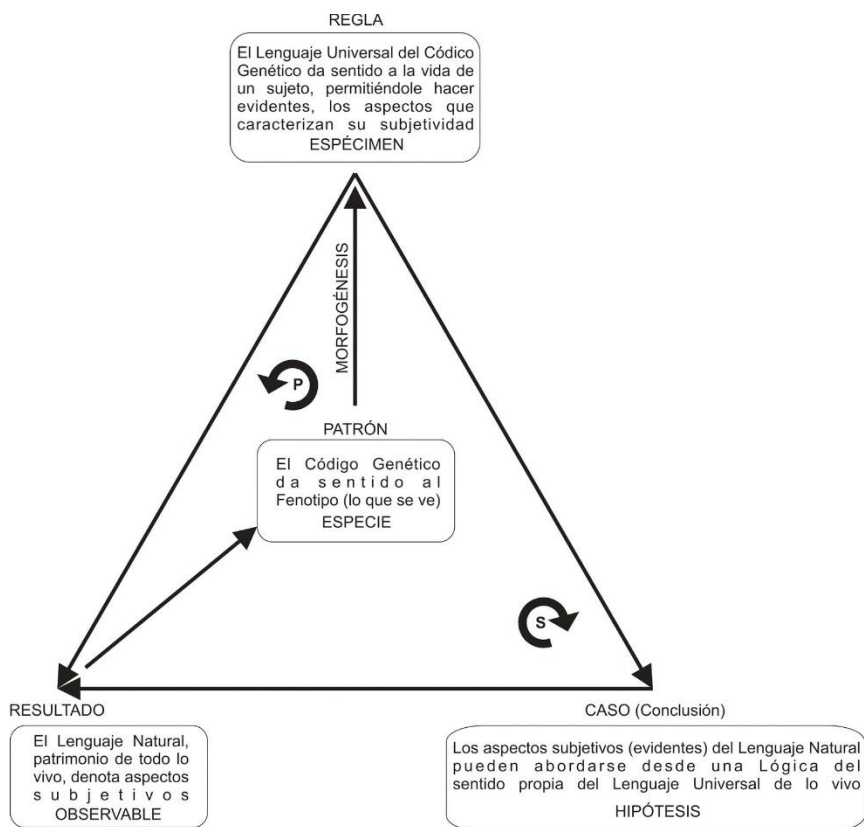 REGLA
El Lenguaje Universal del Código
Genético da sentido a la vida de
un sujeto, permitiéndole hacer
evidentes, los aspectos que
caracterizan su subjetividad
ESPÉCIMEN
MORFOGÉNESIS
P
PATRÓN
El Código Genético
da sentido al
Fenotipo (lo que se ve)
ESPECIE
S
RESULTADO
El Lenguaje Natural,
patrimonio de todo lo
vivo, denota aspectos
subjetivos
OBSERVABLE
CASO (Conclusión)
Los aspectos subjetivos (evidentes) del Lenguaje Natural
pueden abordarse desde una Lógica del
sentido propia del Lenguaje Universal de lo vivo
HIPÓTESIS